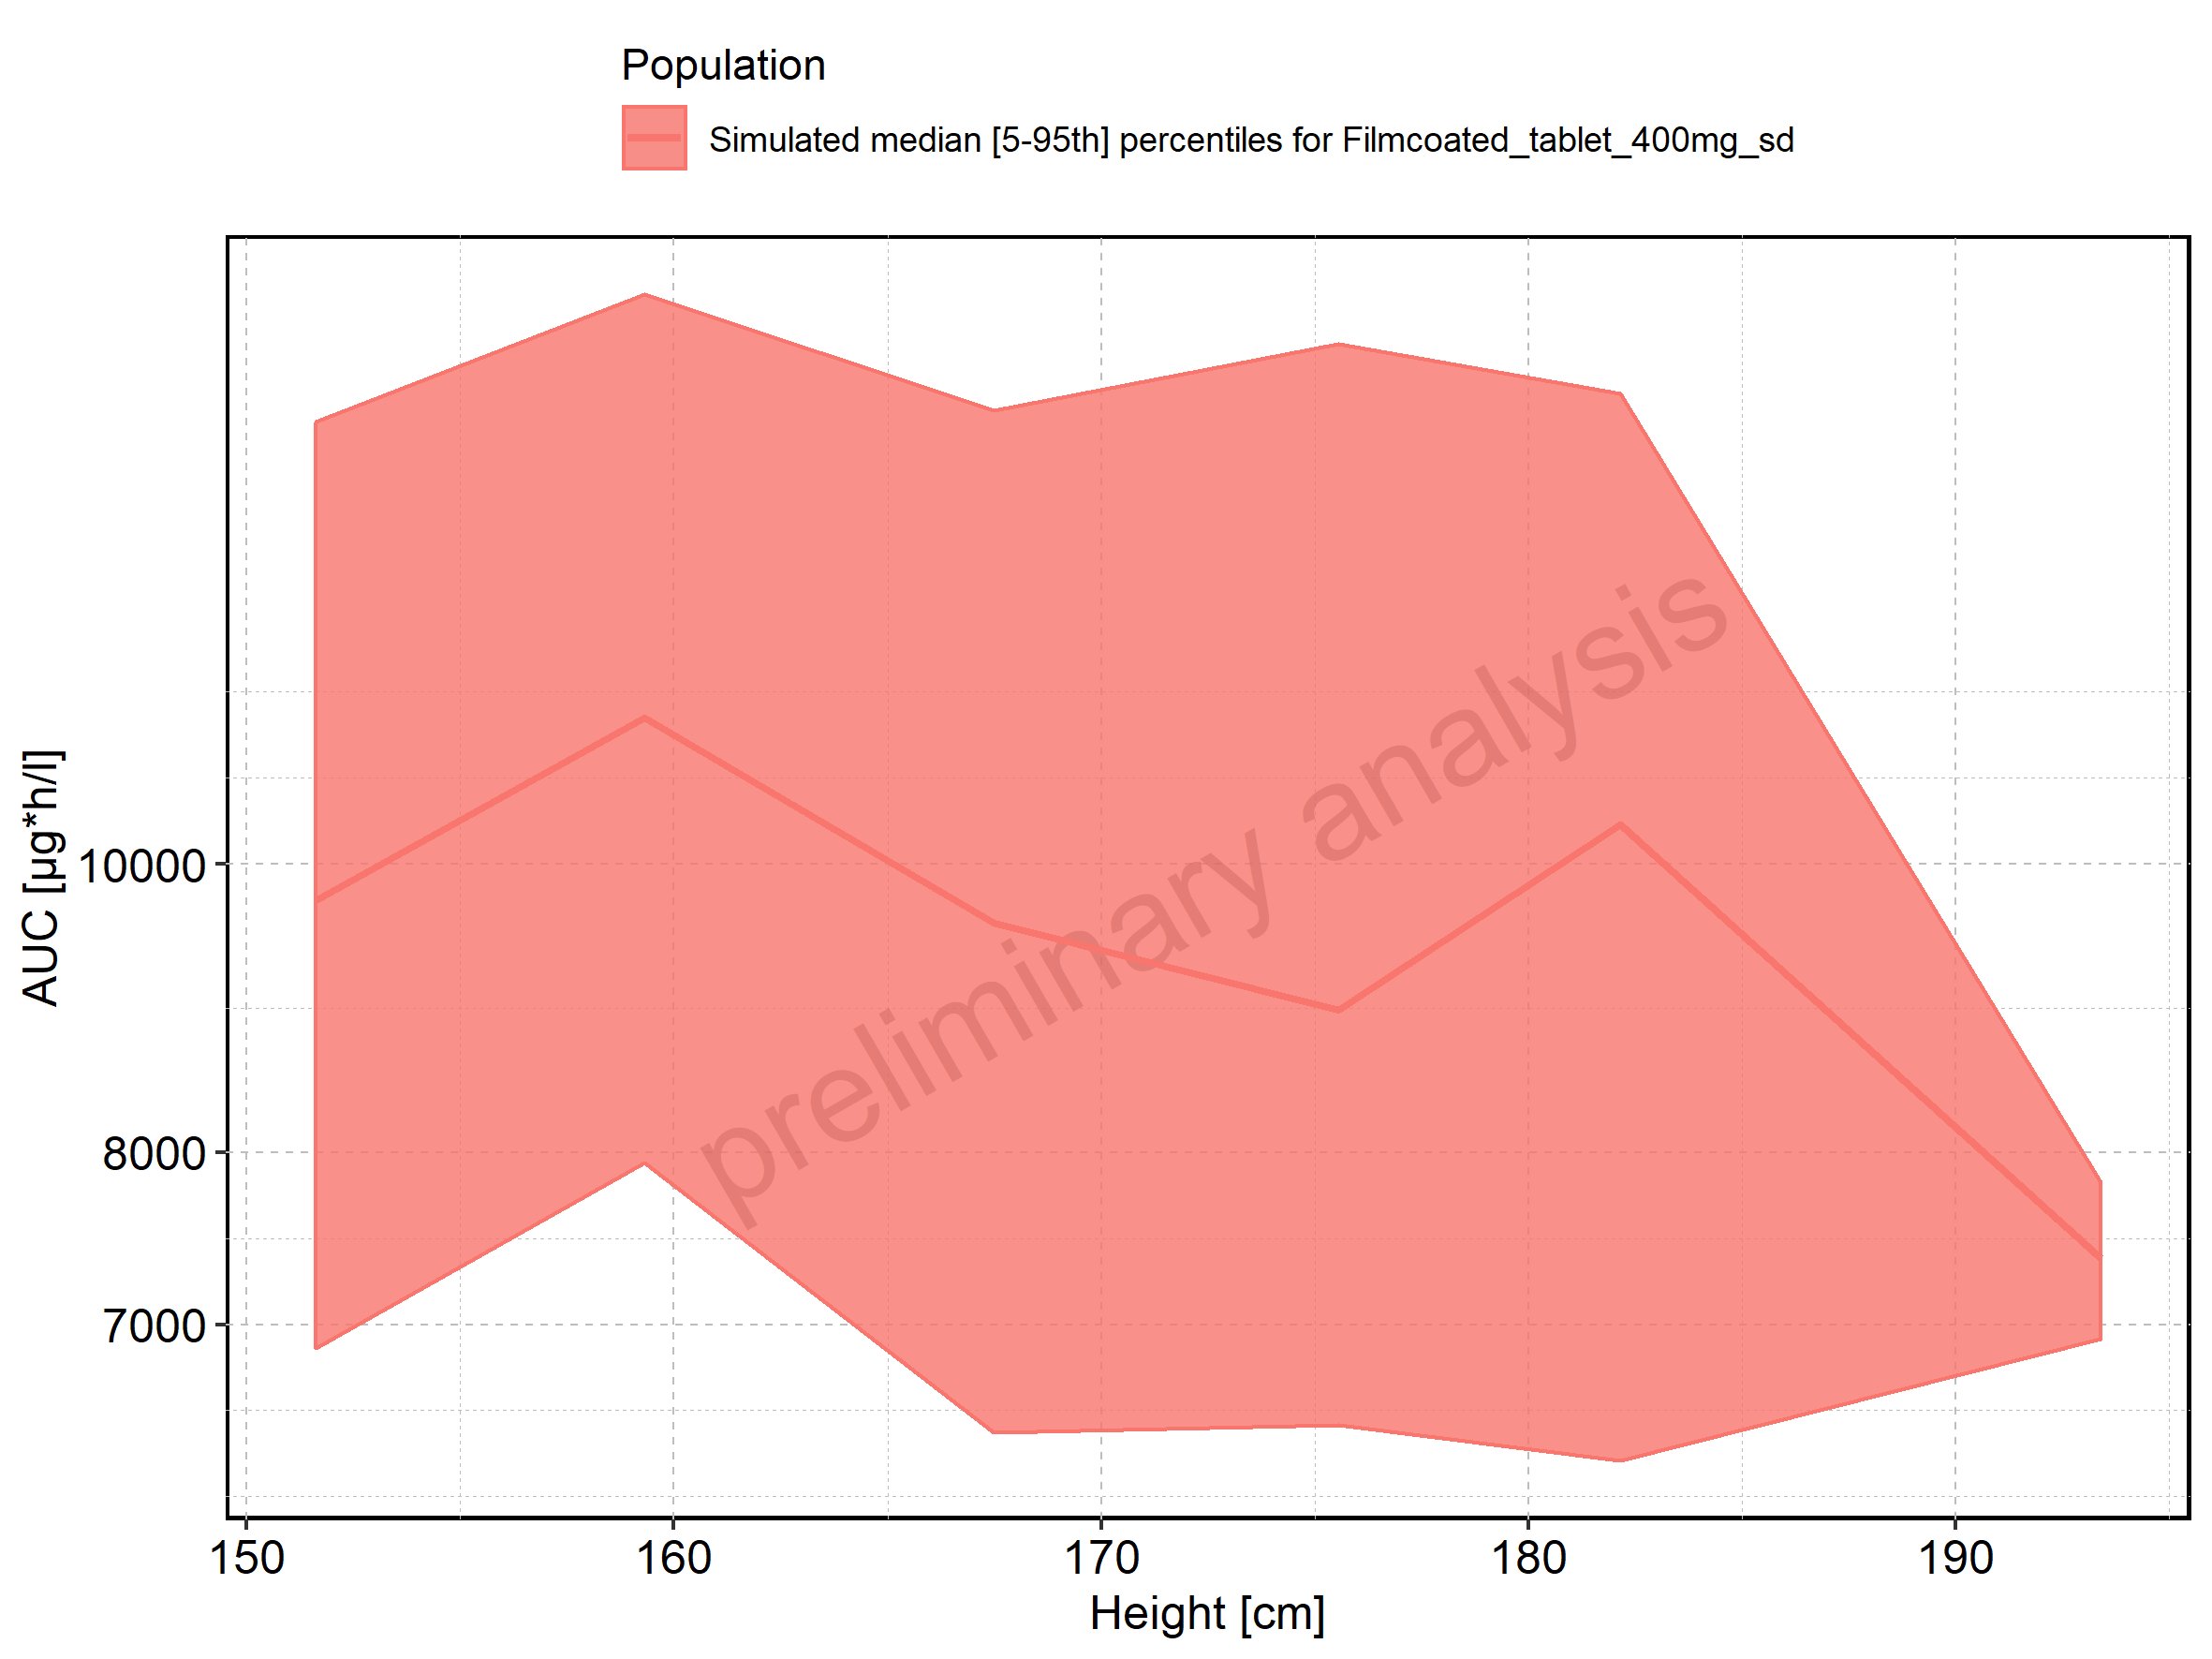 Population
Simulated median [5-95th] percentiles for Filmcoated_tablet_400mg_sd
AUC [µg*h/l]
10000
8000
7000
preliminary analysis
150 160 170 180 190
Height [cm]